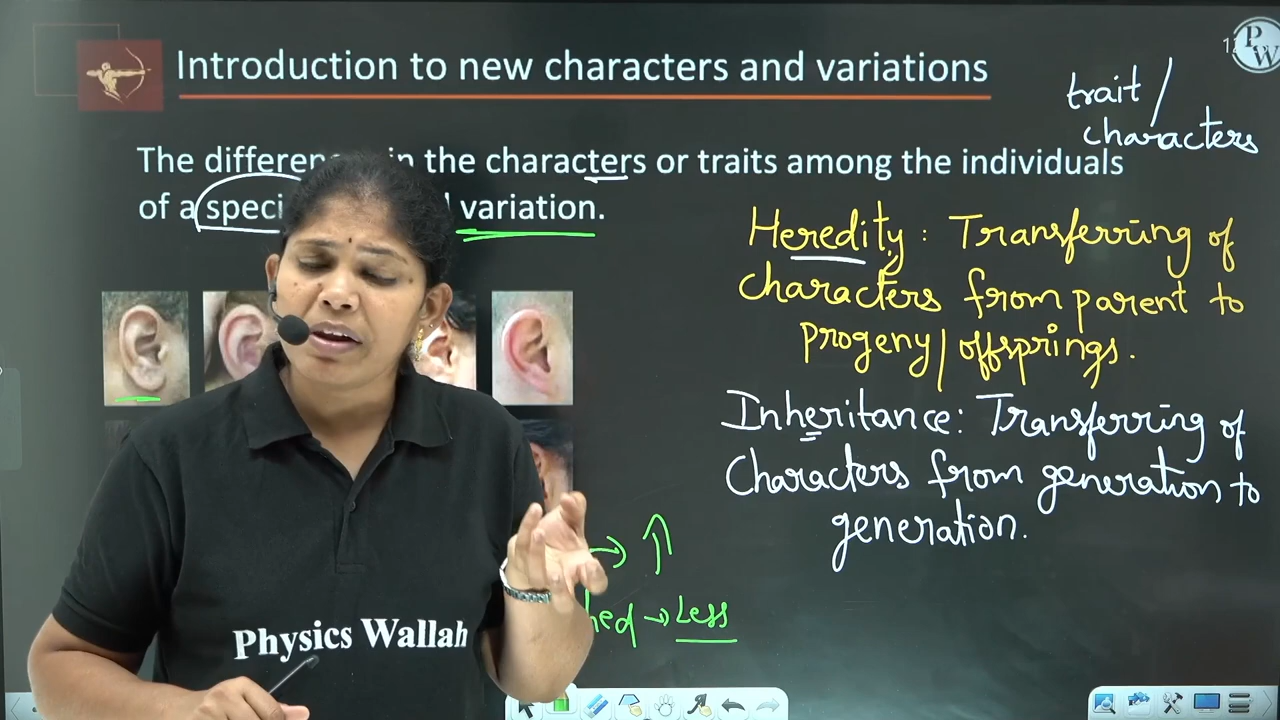 Introduction to new characters and variations
PW
trait /
characters
The differen in the characters or traits among the individuals
of a speci variation.
Heredity : Transferring of
characters from parent to
progeny/offsprings.
Inheritance: Transferring of
Characters from generation to
generation.
→ ↑
hed → Less
Physics Wallah